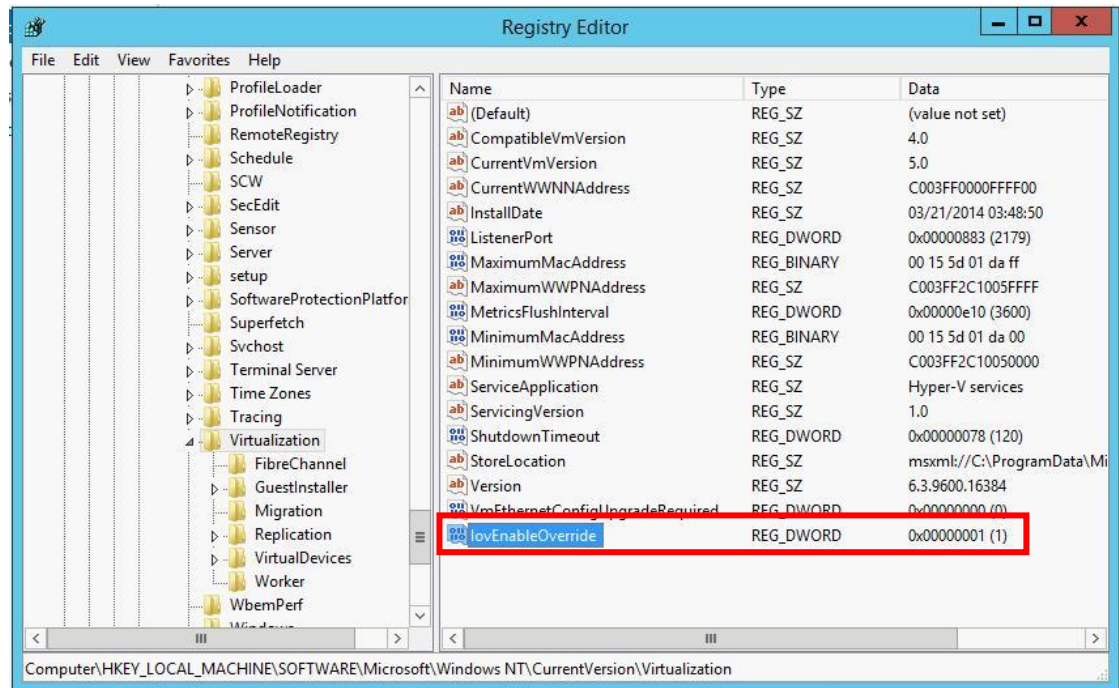 Registry Editor
File Edit View Favorites Help
ProfileLoader
ProfileNotification
RemoteRegistry
Schedule
SCW
SecEdit
Sensor
Server
setup
SoftwareProtectionPlatfor
Superfetch
Svchost
Terminal Server
Time Zones
Tracing
Virtualization
FibreChannel
GuestInstaller
Migration
Replication
VirtualDevices
Worker
WbemPerf
Windows
Name Type Data
(Default) REG_SZ (value not set)
CompatibleVmVersion REG_SZ 4.0
CurrentVmVersion REG_SZ 5.0
CurrentWWNNAddress REG_SZ C003FF0000FFFF00
InstallDate REG_SZ 03/21/2014 03:48:50
ListenerPort REG_DWORD 0x00000883 (2179)
MaximumMacAddress REG_BINARY 00 15 5d 01 da ff
MaximumWWPNAddress REG_SZ C003FF2C1005FFFF
MetricsFlushInterval REG_DWORD 0x00000e10 (3600)
MinimumMacAddress REG_BINARY 00 15 5d 01 da 00
MinimumWWPNAddress REG_SZ C003FF2C10050000
ServiceApplication REG_SZ Hyper-V services
ServicingVersion REG_SZ 1.0
ShutdownTimeout REG_DWORD 0x00000078 (120)
StoreLocation REG_SZ msxml://C:\ProgramData\Mi
Version REG_SZ 6.3.9600.16384
VmEthernetConfigUpgradeRequired REG_DWORD 0x00000000 (0)
IovEnableOverride REG_DWORD 0x00000001 (1)
Computer\HKEY_LOCAL_MACHINE\SOFTWARE\Microsoft\Windows NT\CurrentVersion\Virtualization